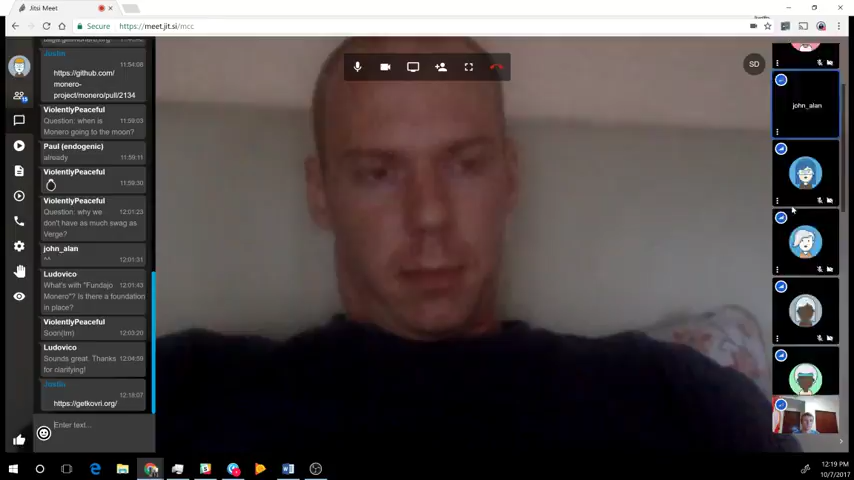 Jitsi Meet
Secure
https://meet.jit.si/mcc
Justin
11:54:08
https://github.com/
monero-
project/monero/pull/2134
ViolentlyPeaceful
Question: when is
11:59:03
Monero going to the moon?
Paul (endogenic)
already
11:59:11
ViolentlyPeaceful
11:59:30
ViolentlyPeaceful
Question: why we
12:01:23
don't have as much swag as
Verge?
john_alan
^^
12:01:31
Ludovico
What's with "Fundajo
12:01:43
Monero"? Is there a foundation
in place?
ViolentlyPeaceful
Soon(tm)
12:03:20
Ludovico
Sounds great. Thanks
12:04:59
for clarifying!
Justin
12:18:07
https://getkovri.org/
Enter text...
SD
john_alan
12:19 PM
10/7/2017